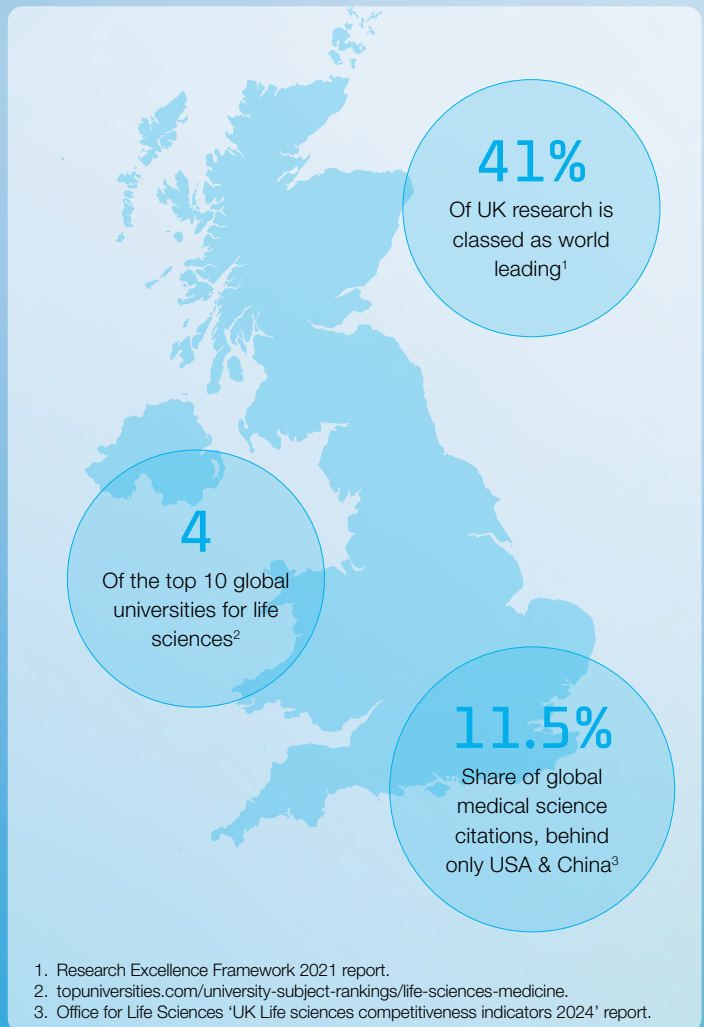 41%
Of UK research is
classed as world
leading¹
4
Of the top 10 global
universities for life
sciences²
11.5%
Share of global
medical science
citations, behind
only USA & China³
1. Research Excellence Framework 2021 report.
2. topuniversities.com/university-subject-rankings/life-sciences-medicine.
3. Office for Life Sciences ‘UK Life sciences competitiveness indicators 2024’ report.